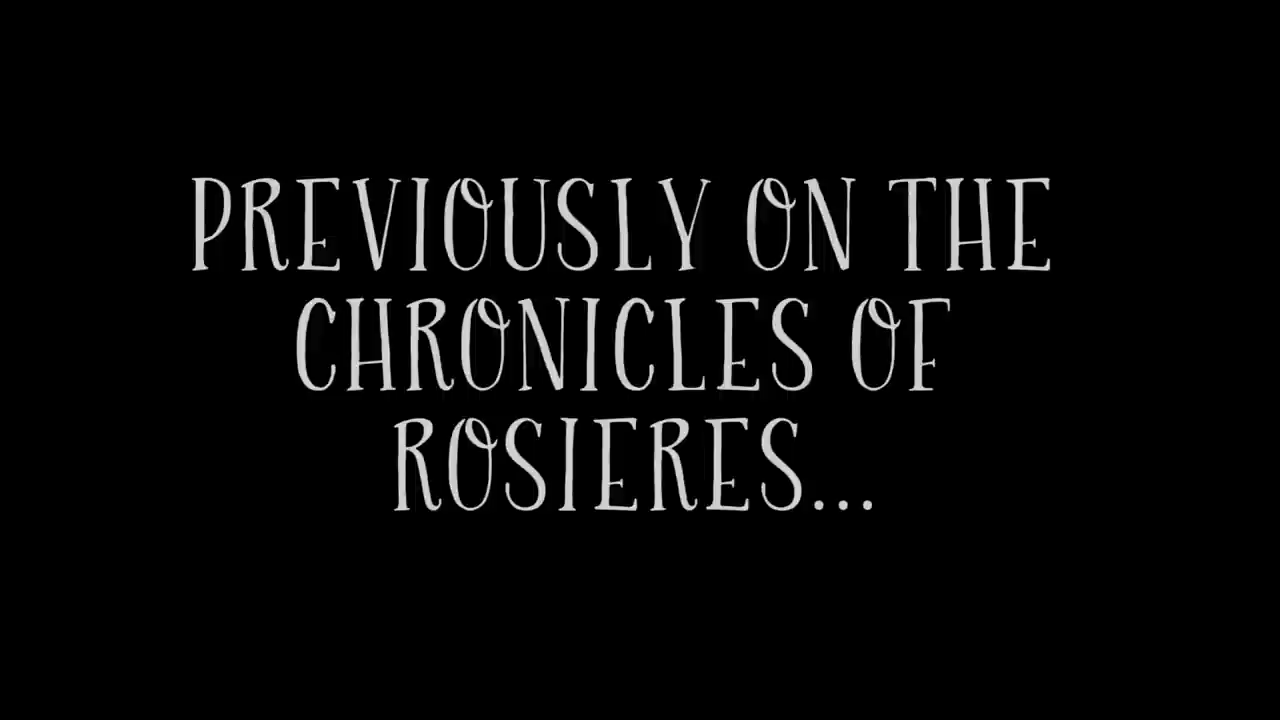 PREVIOUSLY ON THE
CHRONICLES OF
ROSIERES...